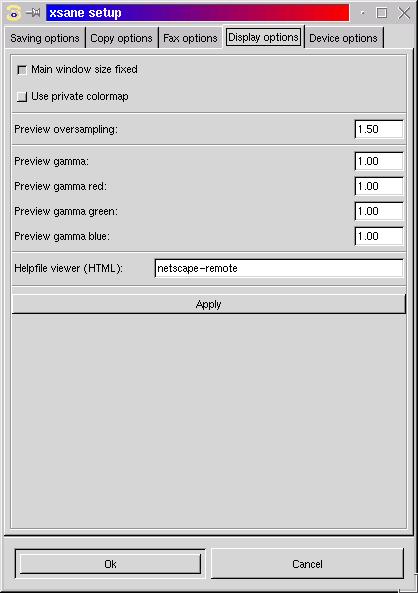 xsane setup
Saving options Copy options Fax options Display options Device options
Main window size fixed
Use private colormap
Preview oversampling: 1.50
Preview gamma: 1.00
Preview gamma red: 1.00
Preview gamma green: 1.00
Preview gamma blue: 1.00
Helpfile viewer (HTML): netscape-remote
Apply
Ok Cancel